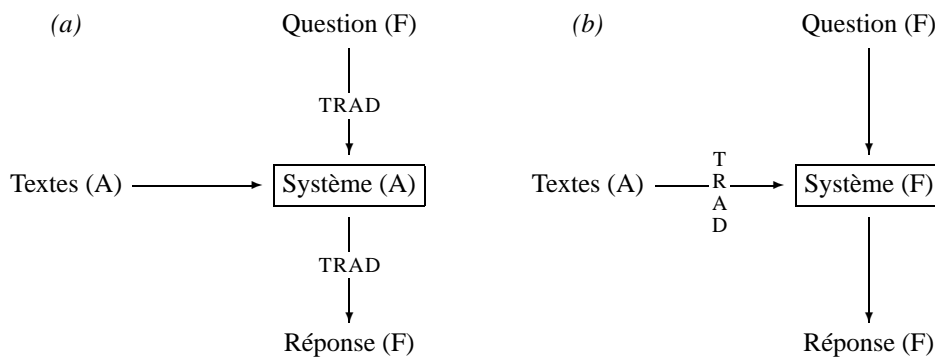 (a)
Question (F)
TRAD
Textes (A)
Système (A)
TRAD
Réponse (F)
(b)
Question (F)
Textes (A)
T
R
A
D
Système (F)
Réponse (F)